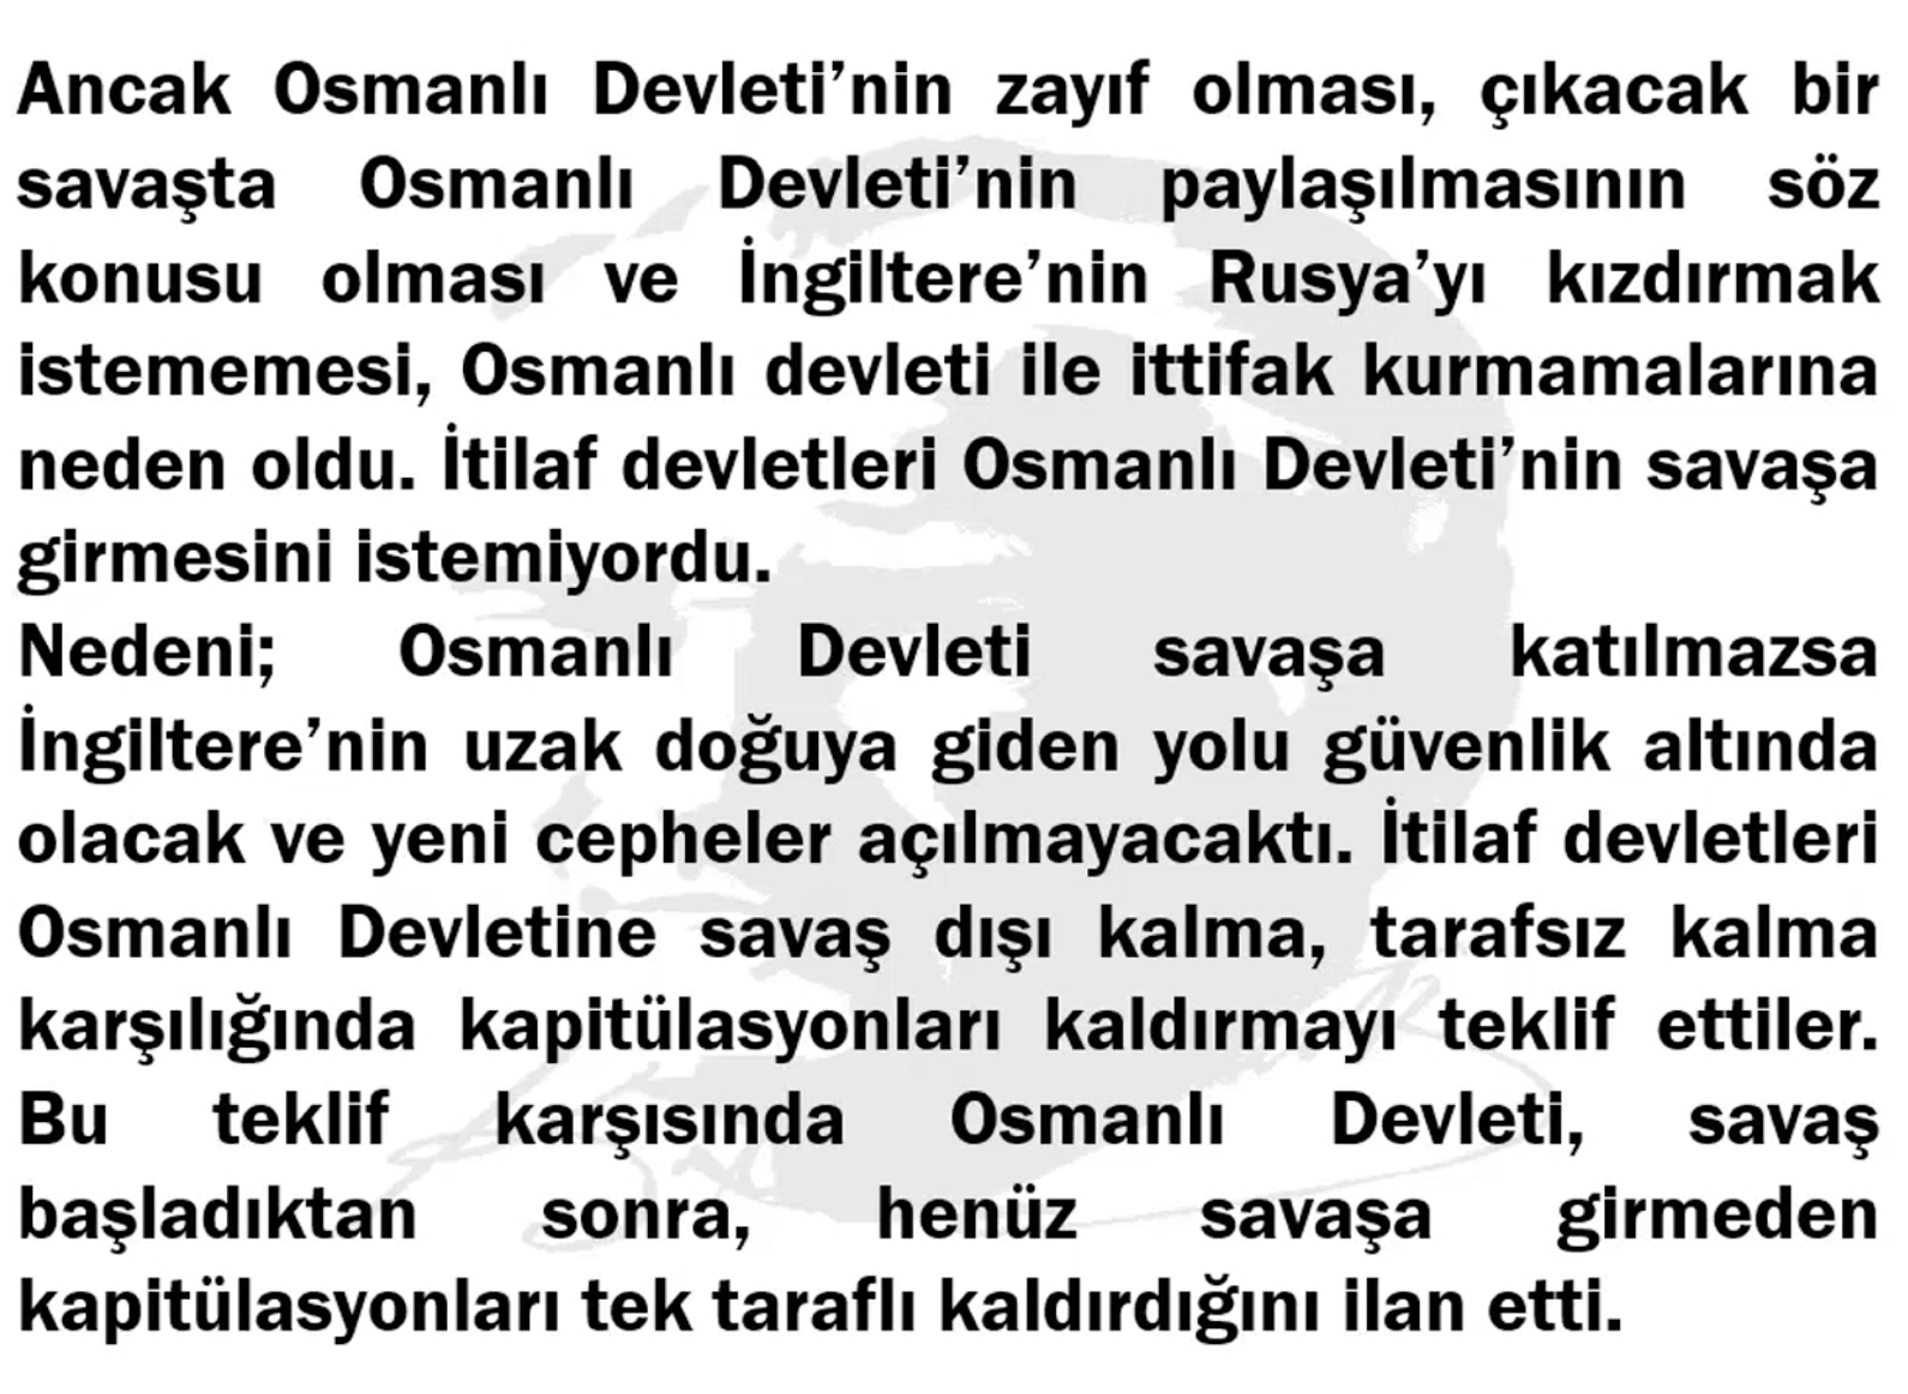 Ancak Osmanlı Devleti’nin zayıf olması, çıkacak bir
savaşta Osmanlı Devleti’nin paylaşılmasının söz
konusu olması ve İngiltere’nin Rusya’yı kızdırmak
istememesi, Osmanlı devleti ile ittifak kurmamalarına
neden oldu. İtilaf devletleri Osmanlı Devleti’nin savaşa
girmesini istemiyordu.
Nedeni; Osmanlı Devleti savaşa katılmazsa
İngiltere’nin uzak doğuya giden yolu güvenlik altında
olacak ve yeni cepheler açılmayacaktı. İtilaf devletleri
Osmanlı Devletine savaş dışı kalma, tarafsız kalma
karşılığında kapitülasyonları kaldırmayı teklif ettiler.
Bu teklif karşısında Osmanlı Devleti, savaş
başladıktan sonra, henüz savaşa girmeden
kapitülasyonları tek taraflı kaldırdığını ilan etti.